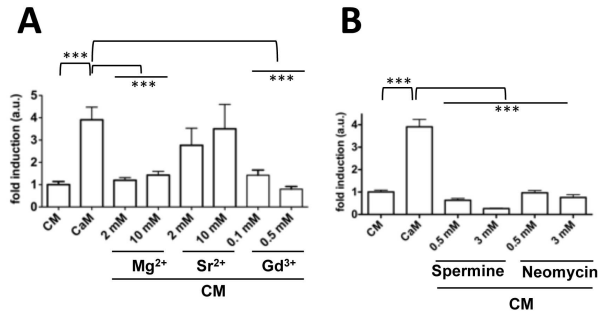 A
***
***
***
fold induction (a.u.)
5
4
3
2
1
0
CM
CaM
2 mM
10 mM
2 mM
10 mM
0.1 mM
0.5 mM
Mg2+
Sr2+
Gd3+
CM
B
***
***
fold induction (a.u.)
4
3
2
1
0
CM
CaM
0.5 mM
3 mM
0.5 mM
3 mM
Spermine
Neomycin
CM